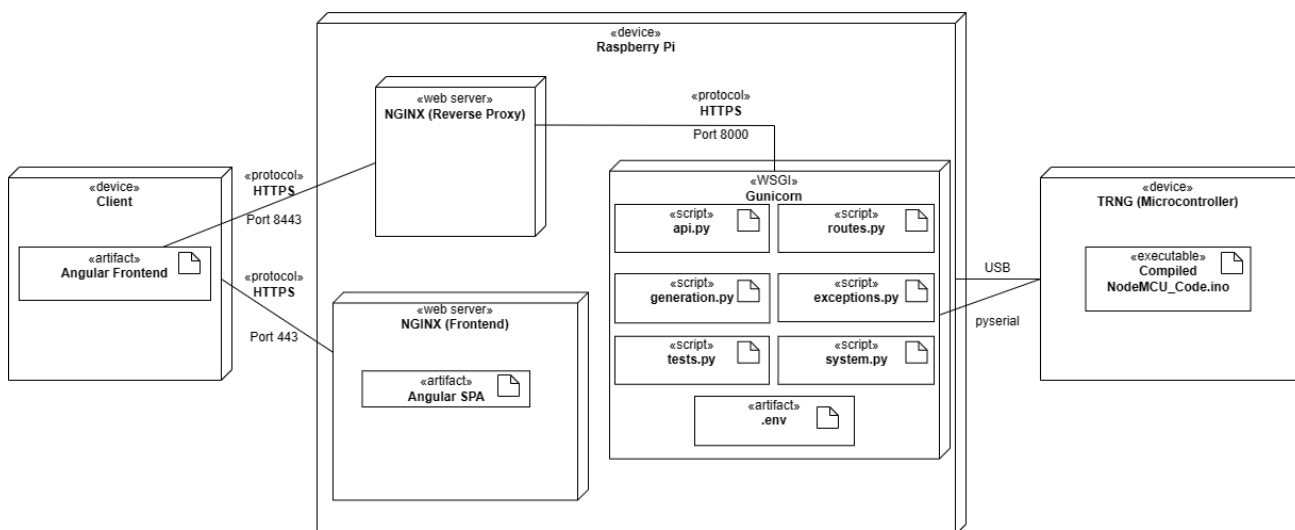 «device»
Raspberry Pi
«web server»
NGINX (Reverse Proxy)
«protocol»
HTTPS
Port 8000
«device»
Client
«artifact»
Angular Frontend
«protocol»
HTTPS
Port 8443
«protocol»
HTTPS
Port 443
«web server»
NGINX (Frontend)
«artifact»
Angular SPA
«WSGI»
Gunicorn
«script»
api.py
«script»
routes.py
«script»
generation.py
«script»
exceptions.py
«script»
tests.py
«script»
system.py
«artifact»
.env
USB
pyserial
«device»
TRNG (Microcontroller)
«executable»
Compiled
NodeMCU_Code.ino